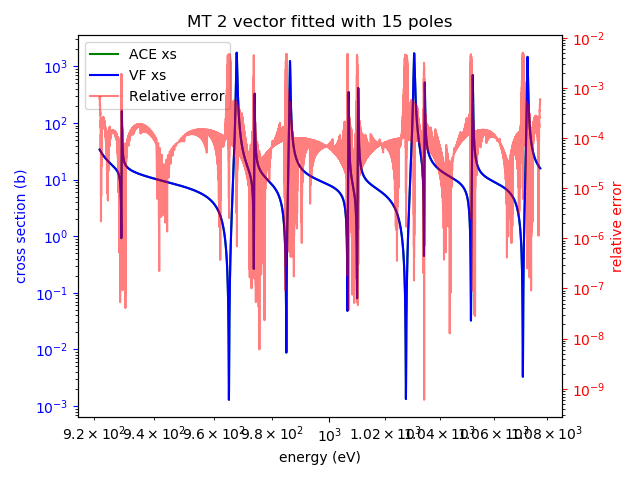 MT 2 vector fitted with 15 poles
ACE xs
VF xs
Relative error
cross section (b)
10³
10²
10¹
10⁰
10⁻¹
10⁻²
10⁻³
10⁻²
10⁻³
10⁻⁴
10⁻⁵
10⁻⁶
10⁻⁷
10⁻⁸
10⁻⁹
relative error
9.2 × 10² 9.4 × 10² 9.6 × 10² 9.8 × 10² 10³ 1.02 × 10³ 1.04 × 10³ 1.06 × 10³ 1.08 × 10³
energy (eV)